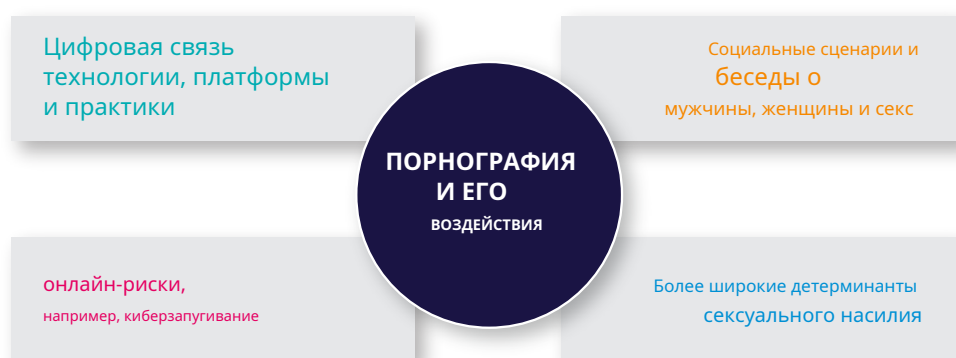 Цифровая связь
технологии, платформы
и практики
Социальные сценарии и
беседы о
мужчины, женщины и секс
ПОРНОГРАФИЯ
И ЕГО
ВОЗДЕЙСТВИЯ
онлайн-риски,
например, киберзапугивание
Более широкие детерминанты
сексуального насилия